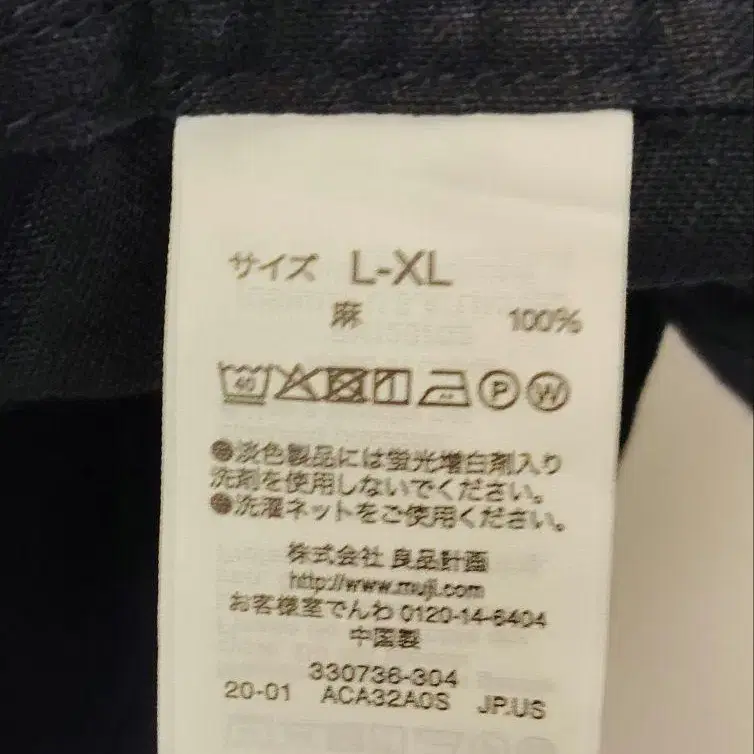 サイズ L-XL
麻 100%
40
P W
●淡色製品には蛍光増白剤入り
洗剤を使用しないでください。
●洗濯ネットをご使用ください。
株式会社 良品計画
http://www.muji.com
お客様室でんわ 0120-14-6404
中国製
330736-304
20-01 ACA32A0S JP.US